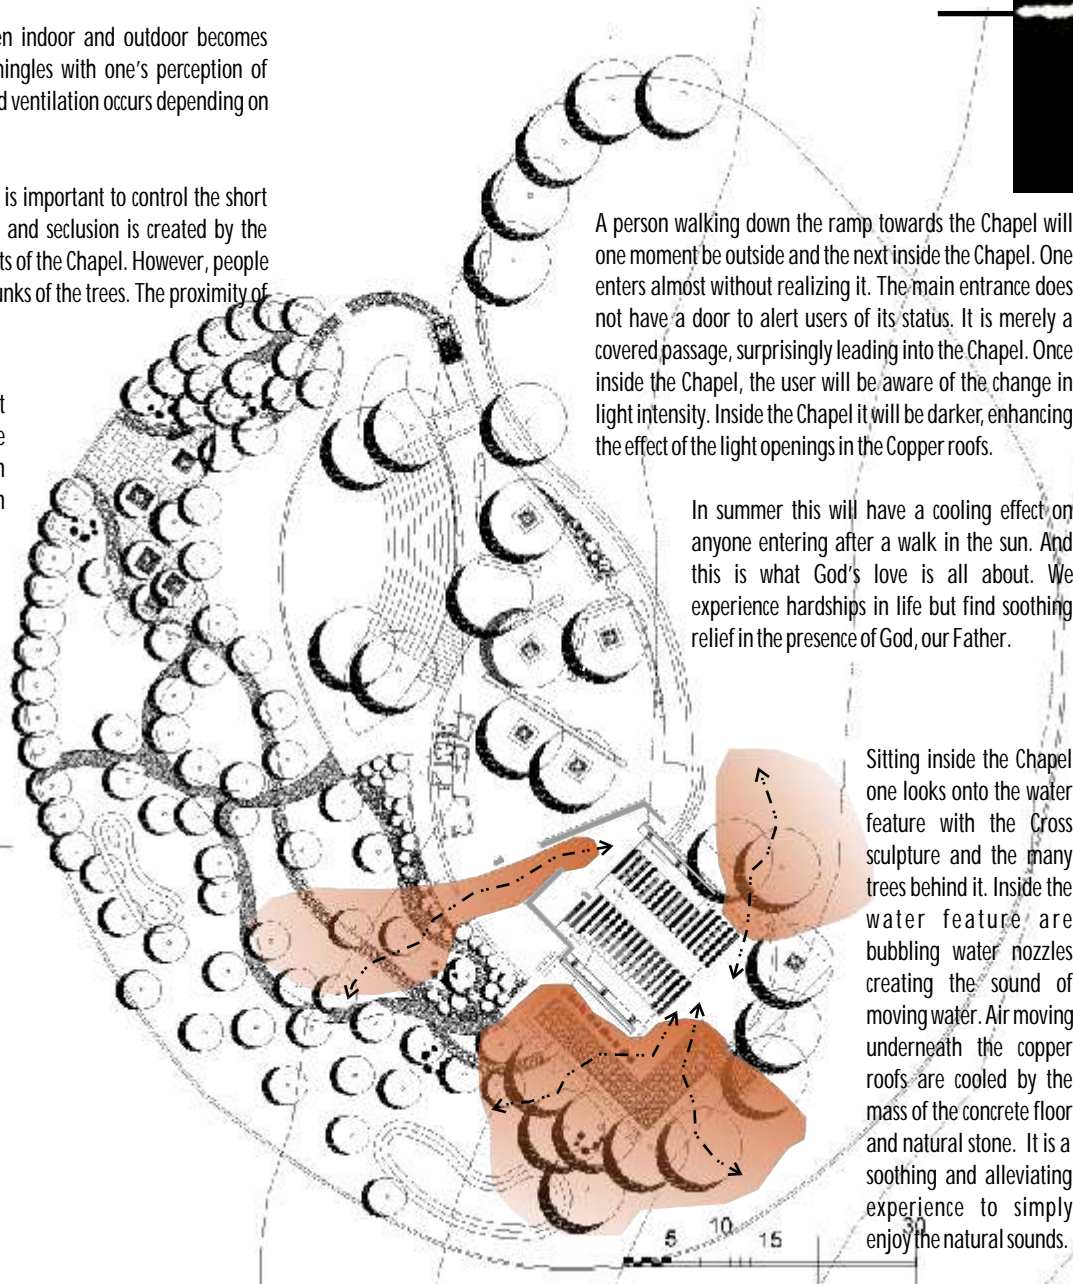 en indoor and outdoor becomes
ningles with one's perception of
d ventilation occurs depending on
is important to control the short
and seclusion is created by the
ts of the Chapel. However, people
unks of the trees. The proximity of
t
e
n
n
A person walking down the ramp towards the Chapel will
one moment be outside and the next inside the Chapel. One
enters almost without realizing it. The main entrance does
not have a door to alert users of its status. It is merely a
covered passage, surprisingly leading into the Chapel. Once
inside the Chapel, the user will be aware of the change in
light intensity. Inside the Chapel it will be darker, enhancing
the effect of the light openings in the Copper roofs.
In summer this will have a cooling effect on
anyone entering after a walk in the sun. And
this is what God's love is all about. We
experience hardships in life but find soothing
relief in the presence of God, our Father.
Sitting inside the Chapel
one looks onto the water
feature with the Cross
sculpture and the many
trees behind it. Inside the
water feature are
bubbling water nozzles
creating the sound of
moving water. Air moving
underneath the copper
roofs are cooled by the
mass of the concrete floor
and natural stone. It is a
soothing and alleviating
experience to simply
enjoy the natural sounds.
5 10 15 30